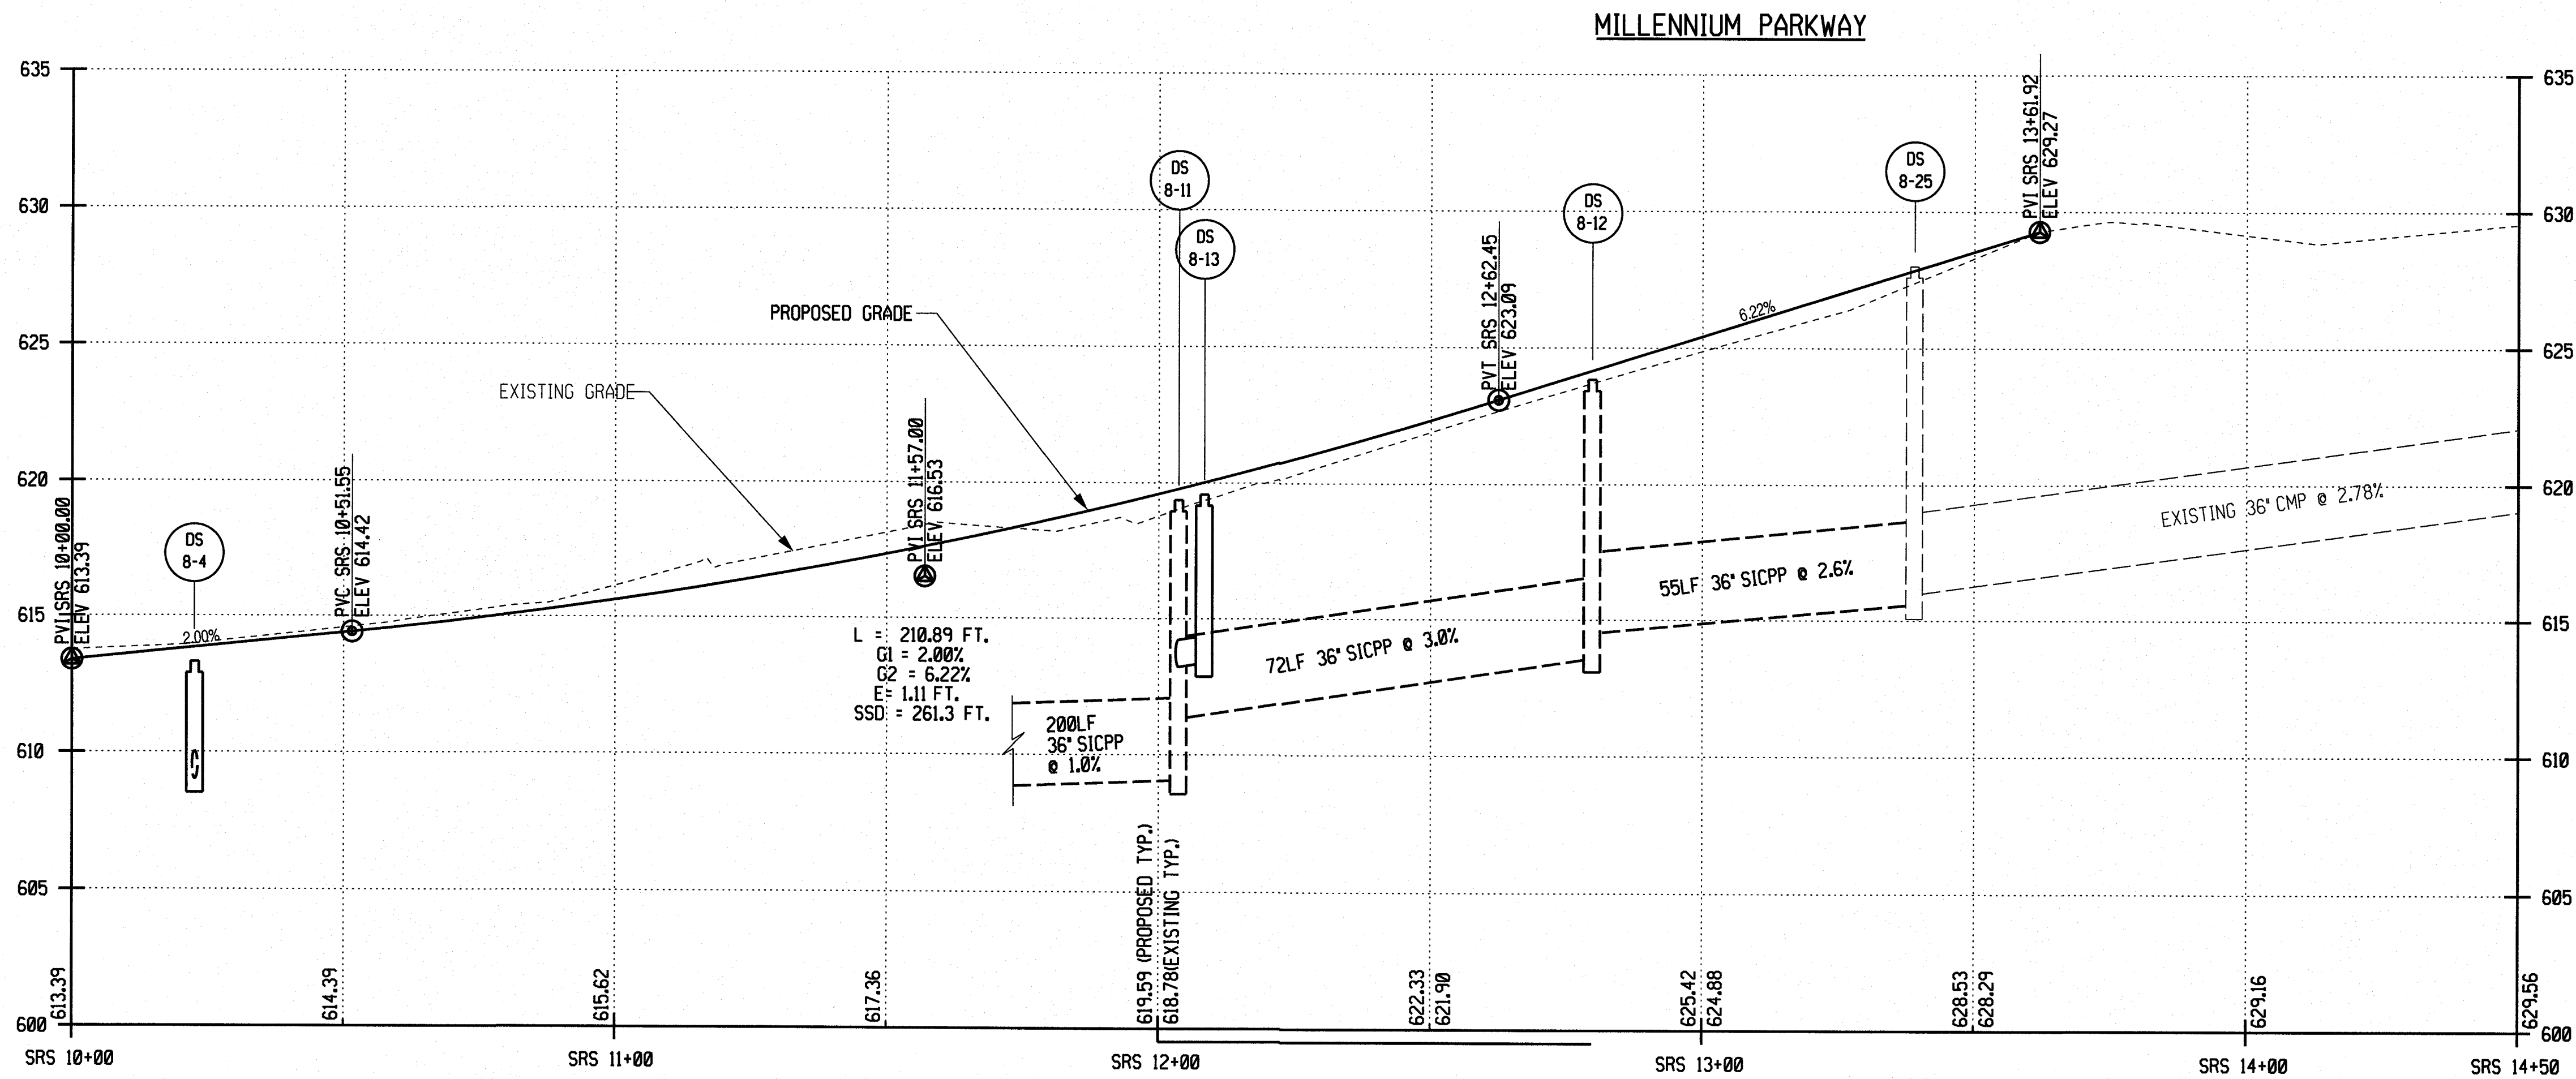 MILLENNIUM PARKWAY
635
635
630
630
625
625
620
620
615
615
610
610
605
605
600
600
PVI SRS 10+00.00
ELEV 613.39
DS
8-4
2.00%
PVC SRS 10+51.55
ELEV 614.42
EXISTING GRADE
PROPOSED GRADE
PVI SRS 11+57.00
ELEV 616.53
L = 210.89 FT.
G1 = 2.00%
G2 = 6.22%
E= 1.11 FT.
SSD = 261.3 FT.
DS
8-11
DS
8-13
200LF
36" SICPP
@ 1.0%
72LF 36" SICPP @ 3.0%
PVT SRS 12+62.45
ELEV 623.09
DS
8-12
6.22%
55LF 36" SICPP @ 2.6%
DS
8-25
PVI SRS 13+61.92
ELEV 629.27
EXISTING 36" CMP @ 2.78%
613.39
614.39
615.62
617.36
619.59 (PROPOSED TYP.)
618.78(EXISTING TYP.)
622.33
621.90
625.42
624.88
628.53
628.29
629.16
629.56
SRS 10+00
SRS 11+00
SRS 12+00
SRS 13+00
SRS 14+00
SRS 14+50